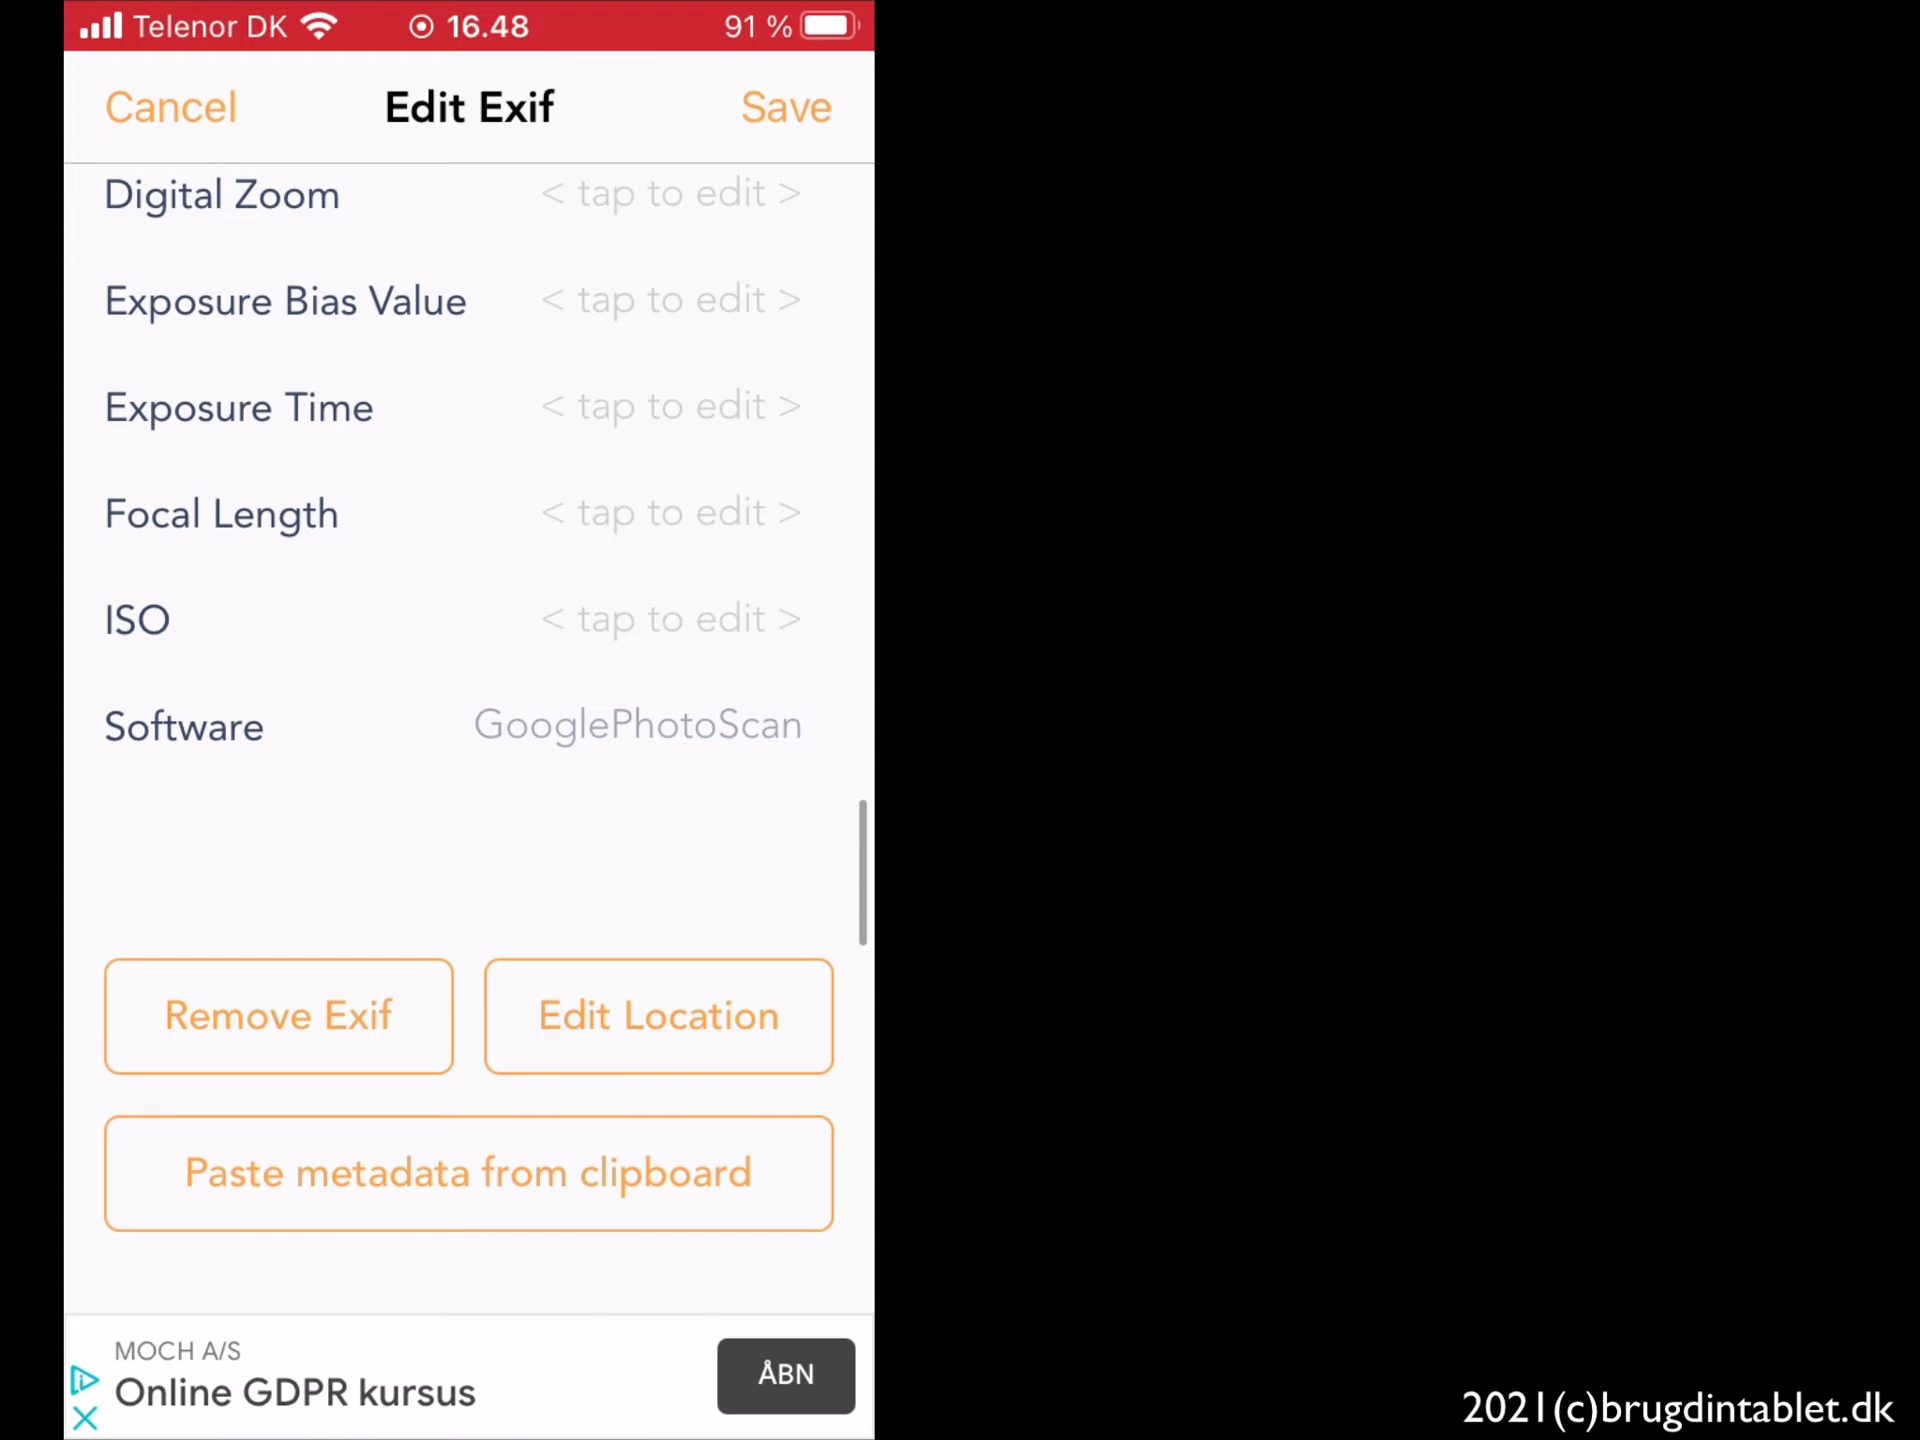 Telenor DK 16.48 91 %
Cancel Edit Exif Save
Digital Zoom < tap to edit >
Exposure Bias Value < tap to edit >
Exposure Time < tap to edit >
Focal Length < tap to edit >
ISO < tap to edit >
Software GooglePhotoScan
Remove Exif Edit Location
Paste metadata from clipboard
MOCH A/S
Online GDPR kursus
ÅBN
2021(c)brugdintablet.dk